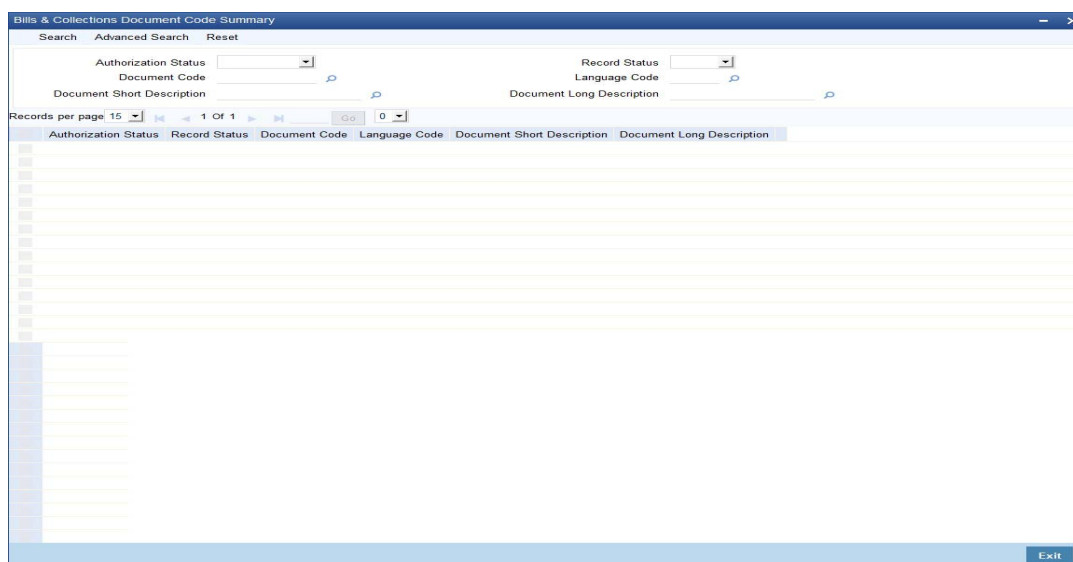 Bills & Collections Document Code Summary
Search Advanced Search Reset
Authorization Status Record Status
Document Code Language Code
Document Short Description Document Long Description
Records per page 15 1 Of 1 Go 0
Authorization Status Record Status Document Code Language Code Document Short Description Document Long Description
Exit